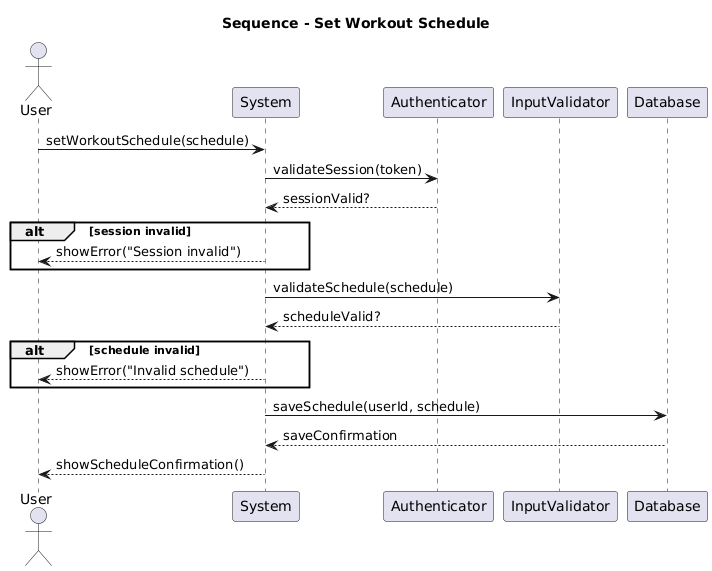 Sequence - Set Workout Schedule
User
System
Authenticator
InputValidator
Database
setWorkoutSchedule(schedule)
validateSession(token)
sessionValid?
alt [session invalid]
showError("Session invalid")
validateSchedule(schedule)
scheduleValid?
alt [schedule invalid]
showError("Invalid schedule")
saveSchedule(userId, schedule)
saveConfirmation
showScheduleConfirmation()
User
System
Authenticator
InputValidator
Database